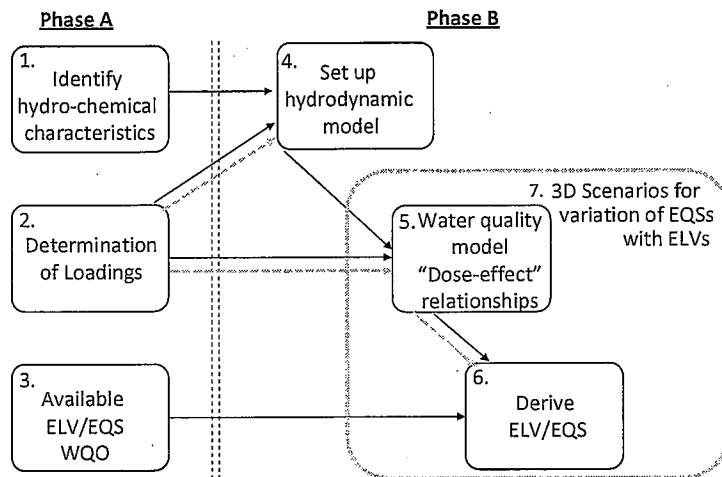 Phase A
Phase B
1.
Identify
hydro-chemical
characteristics
4.
Set up
hydrodynamic
model
2.
Determination
of Loadings
7. 3D Scenarios for
variation of EQSs
with ELVs
5. Water quality
model
"Dose-effect"
relationships
3.
Available
ELV/EQS
WQO
6.
Derive
ELV/EQS